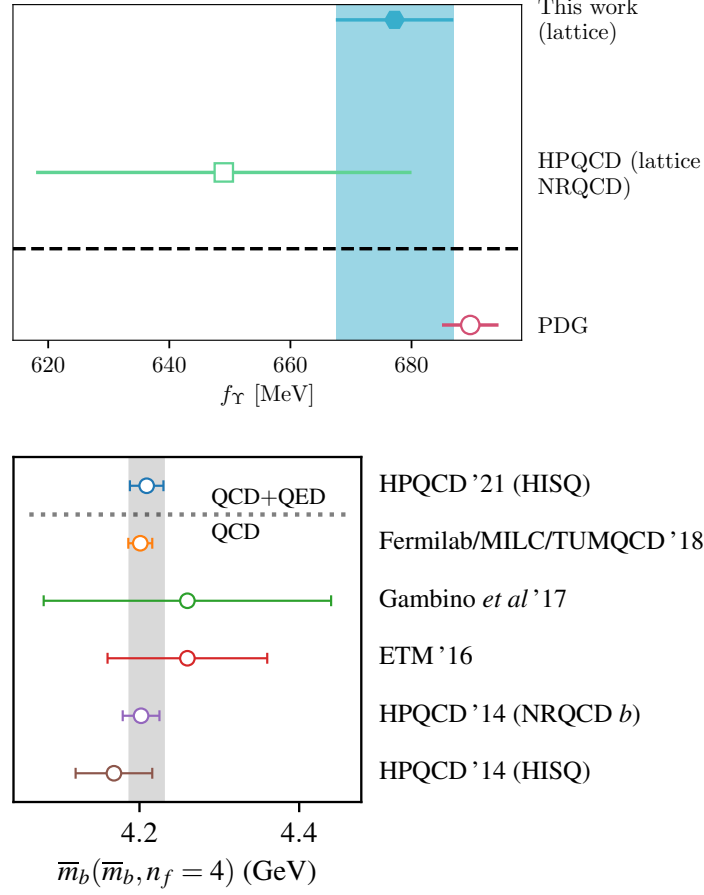 This work
(lattice)
HPQCD (lattice
NRQCD)
PDG
620 640 660 680
f_Υ [MeV]
HPQCD '21 (HISQ)
QCD+QED
QCD
Fermilab/MILC/TUMQCD '18
Gambino et al '17
ETM '16
HPQCD '14 (NRQCD b)
HPQCD '14 (HISQ)
4.2 4.4
m̅_b(m̅_b, n_f = 4) (GeV)